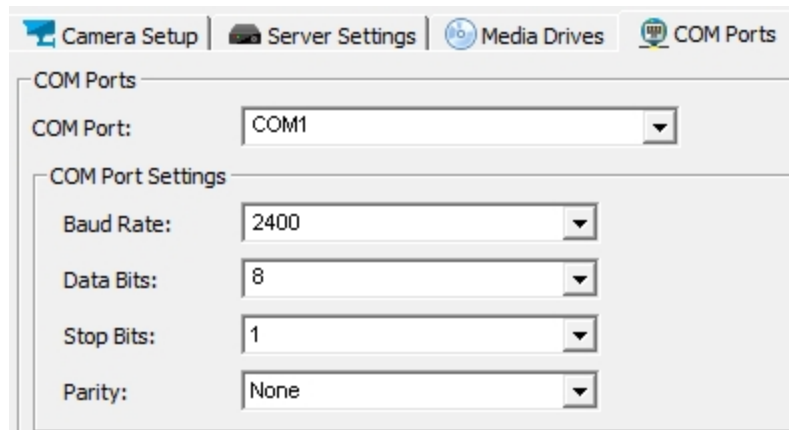 Camera Setup Server Settings Media Drives COM Ports
COM Ports
COM Port: COM1
COM Port Settings
Baud Rate: 2400
Data Bits: 8
Stop Bits: 1
Parity: None